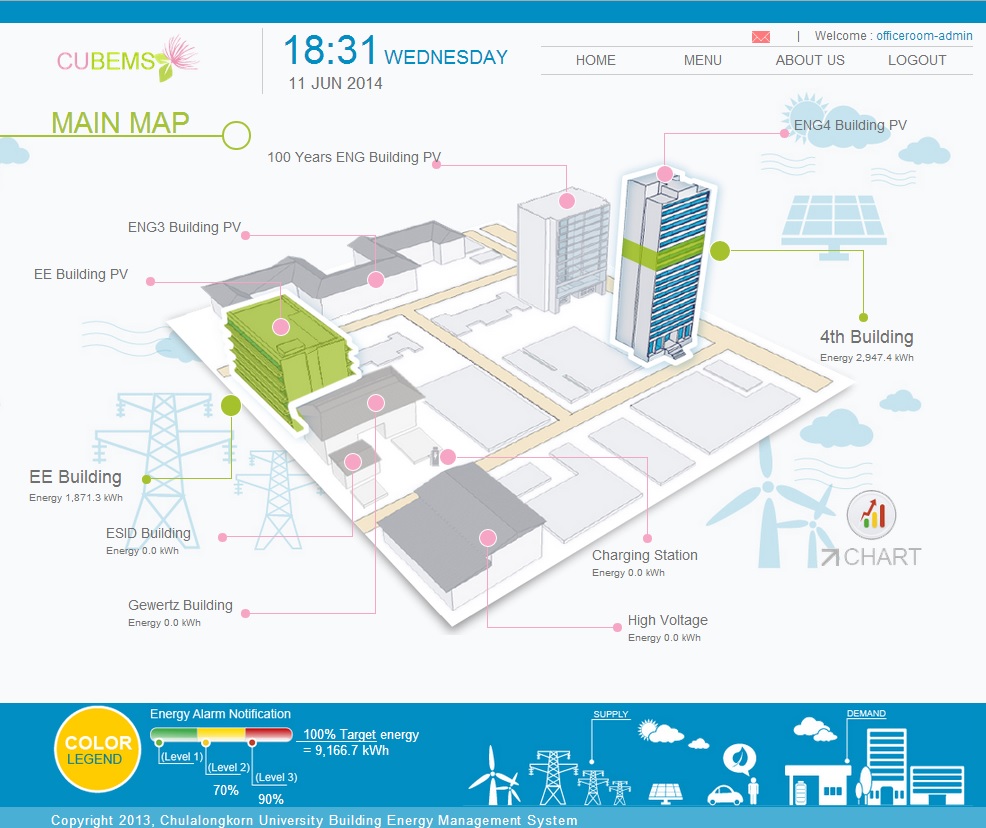 CUBEMS
18:31 WEDNESDAY
11 JUN 2014
Welcome : officeroom-admin
HOME MENU ABOUT US LOGOUT
MAIN MAP
ENG4 Building PV
100 Years ENG Building PV
ENG3 Building PV
EE Building PV
4th Building
Energy 2,947.4 kWh
EE Building
Energy 1,871.3 kWh
ESID Building
Energy 0.0 kWh
CHART
Charging Station
Energy 0.0 kWh
Gewertz Building
Energy 0.0 kWh
High Voltage
Energy 0.0 kWh
COLOR
LEGEND
Energy Alarm Notification
100% Target energy
= 9,166.7 kWh
(Level 1)
(Level 2)
70%
(Level 3)
90%
SUPPLY
DEMAND
Copyright 2013, Chulalongkorn University Building Energy Management System